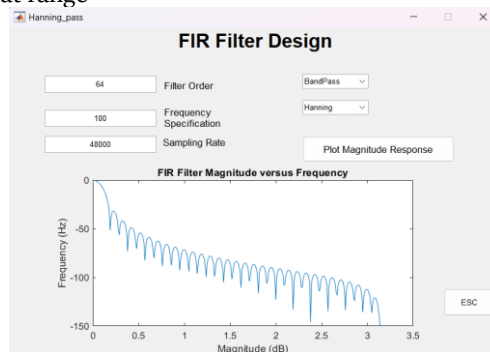 at range
Hanning_pass
FIR Filter Design
64
Filter Order
BandPass
100
Frequency
Specification
Hanning
48000
Sampling Rate
Plot Magnitude Response
FIR Filter Magnitude versus Frequency
Frequency (Hz)
0
-50
-100
-150
0 0.5 1 1.5 2 2.5 3 3.5
Magnitude (dB)
ESC